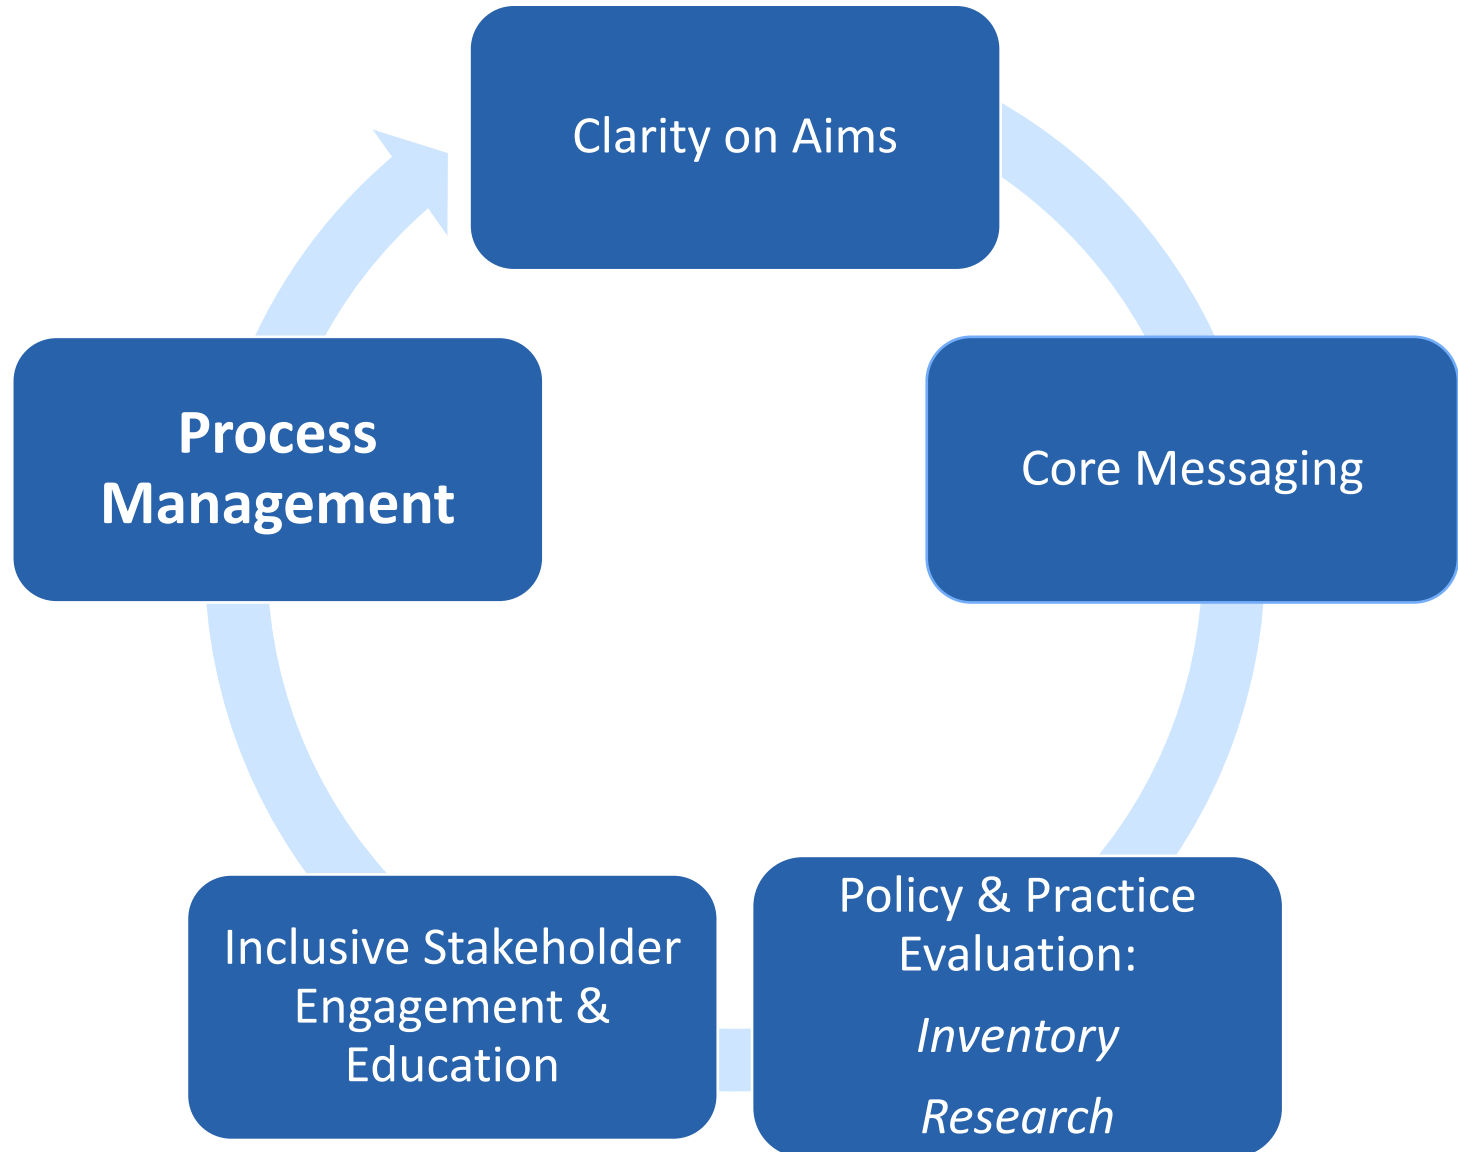 Clarity on Aims
Process
Management
Core Messaging
Inclusive Stakeholder
Engagement &
Education
Policy & Practice
Evaluation:
Inventory
Research